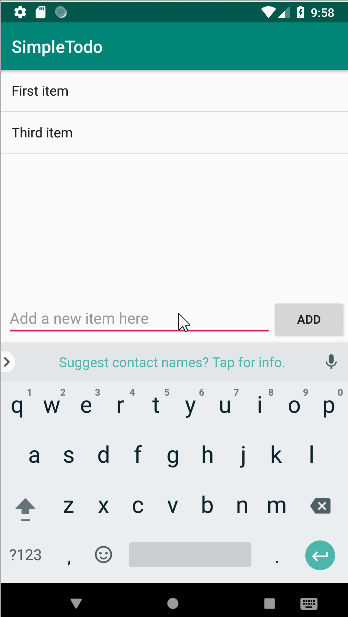 9:58
SimpleTodo
First item
Third item
Add a new item here
ADD
Suggest contact names? Tap for info.
1 2 3 4 5 6 7 8 9 0
q w e r t y u i o p
a s d f g h j k l
z x c v b n m
?123 , .